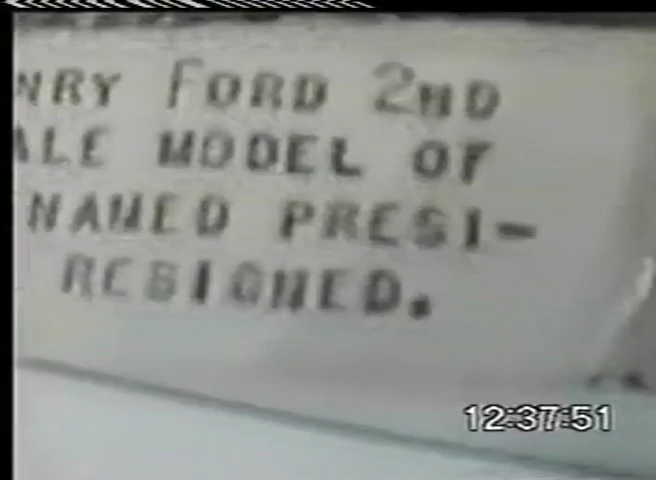 NRY FORD 2ND
ALE MODEL OF
NAMED PRESI-
RESIGNED.
12:37:51